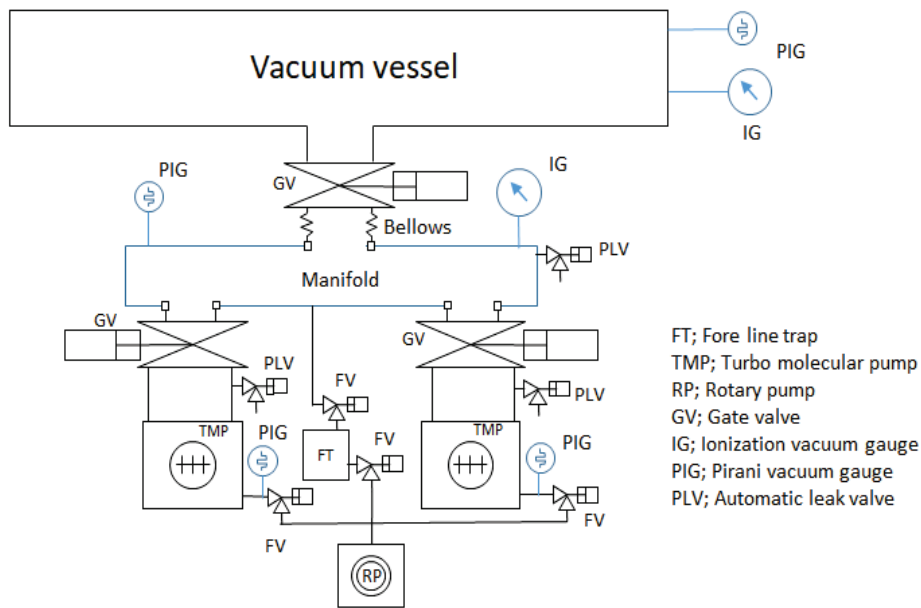 Vacuum vessel
PIG
IG
PIG
GV
IG
Bellows
PLV
Manifold
GV
GV
PLV
FV
PLV
TMP
PIG
FT
FV
TMP
PIG
FV
FV
RP
FT; Fore line trap
TMP; Turbo molecular pump
RP; Rotary pump
GV; Gate valve
IG; Ionization vacuum gauge
PIG; Pirani vacuum gauge
PLV; Automatic leak valve